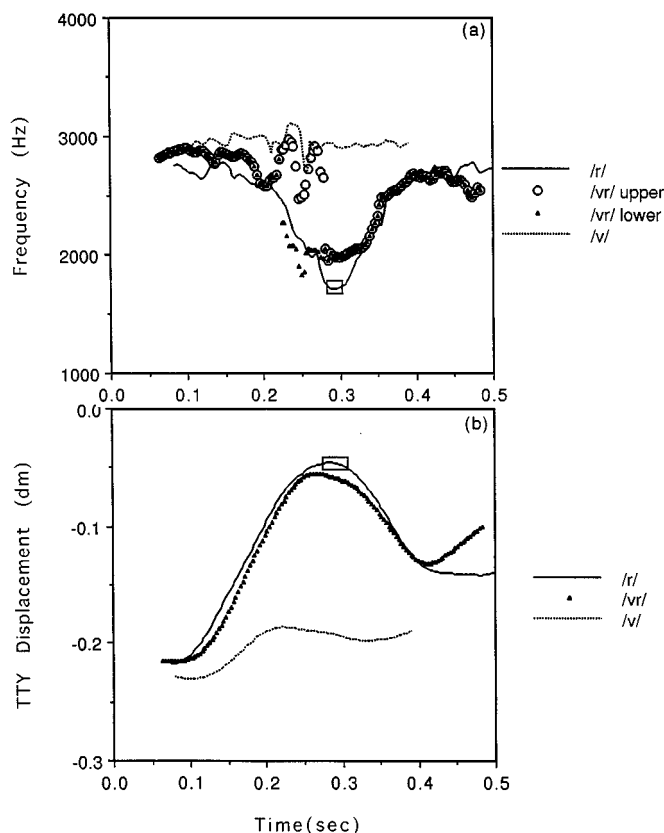 (a)
4000
3000
2000
1000
Frequency (Hz)
0.0 0.1 0.2 0.3 0.4 0.5
/r/
/vr/ upper
/vr/ lower
/v/
(b)
0.0
-0.1
-0.2
-0.3
TTY Displacement (dm)
0.0 0.1 0.2 0.3 0.4 0.5
Time(sec)
/r/
/vr/
/v/